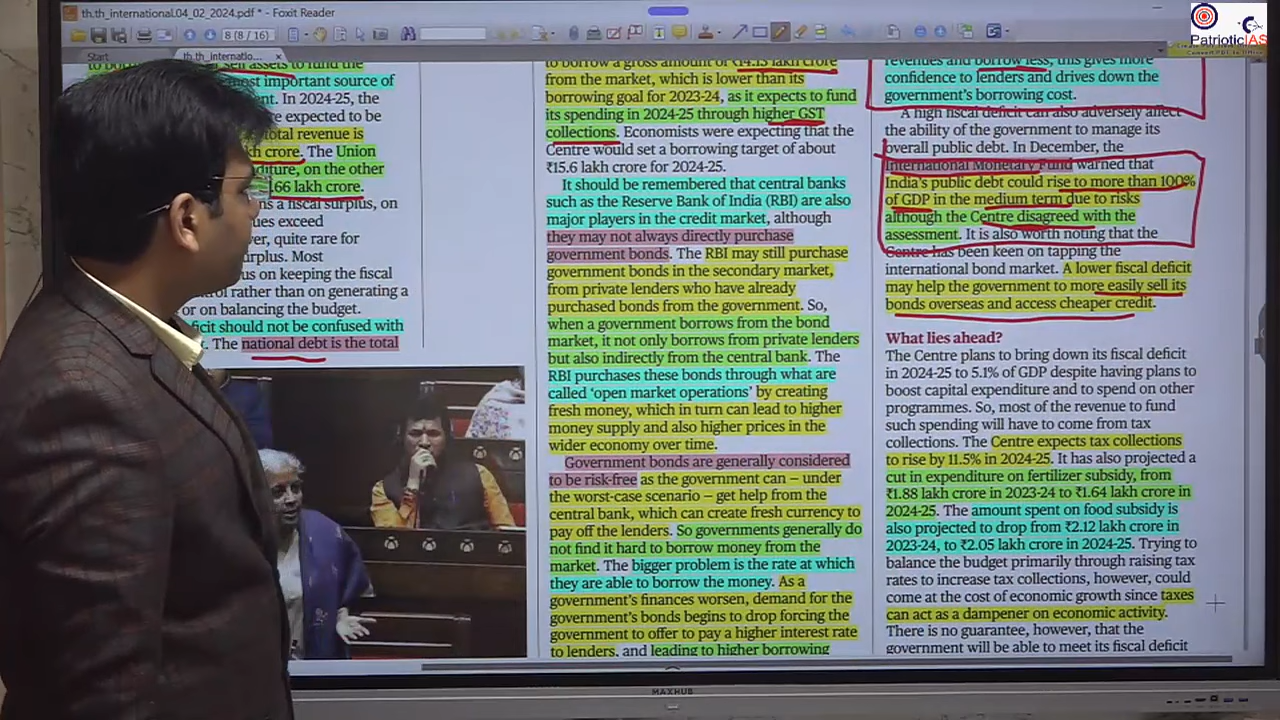 th.th_international.04_02_2024.pdf * - Foxit Reader
8 (8 / 16)
Start
th.th_internatio...
PatrioticIAS
sell assets to fund the
most important source of
In 2024-25, the
re expected to be
total revenue is
kh crore. The Union
diture, on the other
.66 lakh crore.
ns a fiscal surplus, on
ues exceed
ver, quite rare for
urplus. Most
us on keeping the fiscal
rol rather than on generating a
or on balancing the budget.
icit should not be confused with
. The national debt is the total
to borrow a gross amount of ₹14.13 lakh crore
from the market, which is lower than its
borrowing goal for 2023-24, as it expects to fund
its spending in 2024-25 through higher GST
collections. Economists were expecting that the
Centre would set a borrowing target of about
₹15.6 lakh crore for 2024-25.
It should be remembered that central banks
such as the Reserve Bank of India (RBI) are also
major players in the credit market, although
they may not always directly purchase
government bonds. The RBI may still purchase
government bonds in the secondary market,
from private lenders who have already
purchased bonds from the government. So,
when a government borrows from the bond
market, it not only borrows from private lenders
but also indirectly from the central bank. The
RBI purchases these bonds through what are
called ‘open market operations’ by creating
fresh money, which in turn can lead to higher
money supply and also higher prices in the
wider economy over time.
Government bonds are generally considered
to be risk-free as the government can – under
the worst-case scenario – get help from the
central bank, which can create fresh currency to
pay off the lenders. So governments generally do
not find it hard to borrow money from the
market. The bigger problem is the rate at which
they are able to borrow the money. As a
government’s finances worsen, demand for the
government’s bonds begins to drop forcing the
government to offer to pay a higher interest rate
to lenders, and leading to higher borrowing
revenues and borrow less, this gives more
confidence to lenders and drives down the
government’s borrowing cost.
A high fiscal deficit can also adversely affect
the ability of the government to manage its
overall public debt. In December, the
International Monetary Fund warned that
India’s public debt could rise to more than 100%
of GDP in the medium term due to risks
although the Centre disagreed with the
assessment. It is also worth noting that the
Centre has been keen on tapping the
international bond market. A lower fiscal deficit
may help the government to more easily sell its
bonds overseas and access cheaper credit.
What lies ahead?
The Centre plans to bring down its fiscal deficit
in 2024-25 to 5.1% of GDP despite having plans to
boost capital expenditure and to spend on other
programmes. So, most of the revenue to fund
such spending will have to come from tax
collections. The Centre expects tax collections
to rise by 11.5% in 2024-25. It has also projected a
cut in expenditure on fertilizer subsidy, from
₹1.88 lakh crore in 2023-24 to ₹1.64 lakh crore in
2024-25. The amount spent on food subsidy is
also projected to drop from ₹2.12 lakh crore in
2023-24, to ₹2.05 lakh crore in 2024-25. Trying to
balance the budget primarily through raising tax
rates to increase tax collections, however, could
come at the cost of economic growth since taxes
can act as a dampener on economic activity.
There is no guarantee, however, that the
government will be able to meet its fiscal deficit
MAXHUB